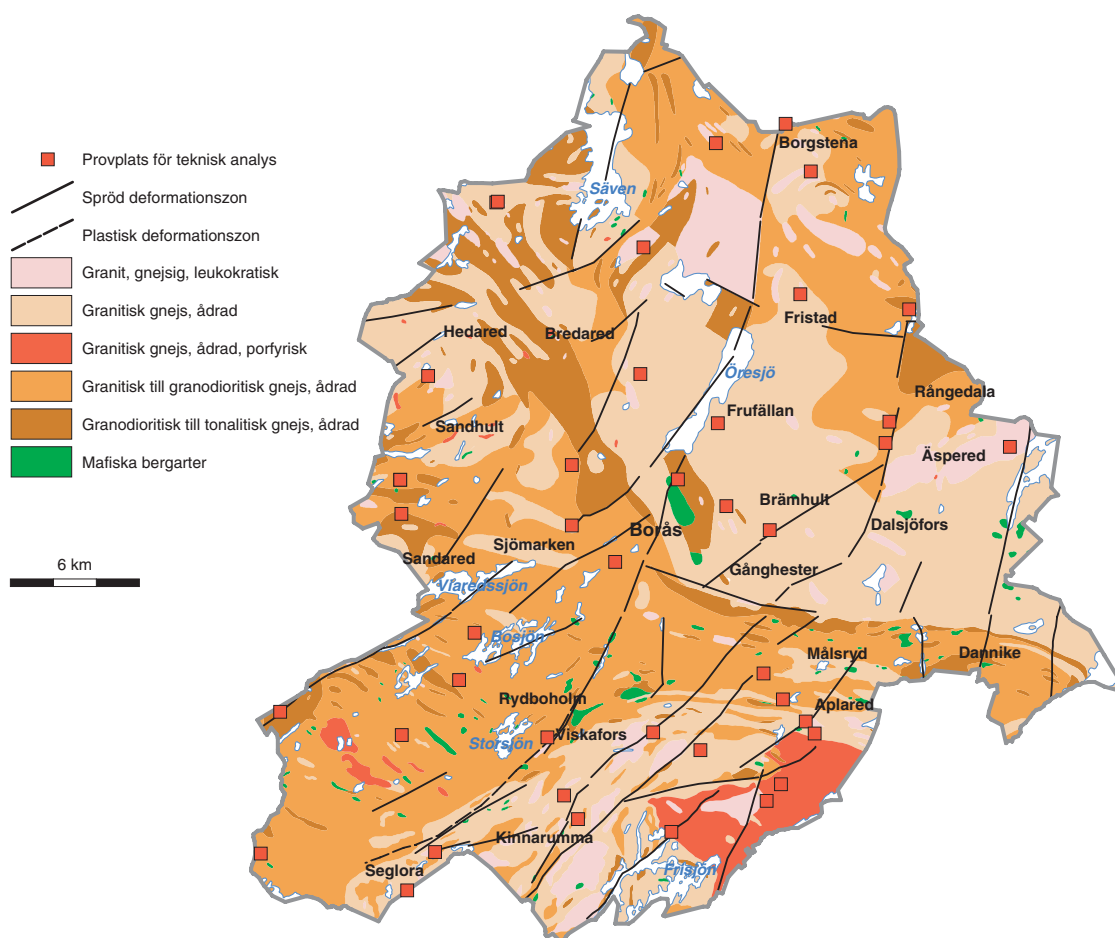 Provplats för teknisk analys
Spröd deformationszon
Plastisk deformationszon
Granit, gnejsig, leukokratisk
Granitisk gnejs, ådrad
Granitisk gnejs, ådrad, porfyrisk
Granitisk till granodioritisk gnejs, ådrad
Granodioritisk till tonalitisk gnejs, ådrad
Mafiska bergarter
6 km
Borgstena
Säven
Fristad
Hedared
Bredared
Öresjö
Rångedala
Frufällan
Sandhult
Äspered
Brämhult
Dalsjöfors
Borås
Sjömarken
Sandared
Gånghester
Viaredssjön
Bosjön
Målsryd
Dannike
Rydboholm
Aplared
Viskafors
Storsjön
Kinnarumma
Seglora
Frisjön